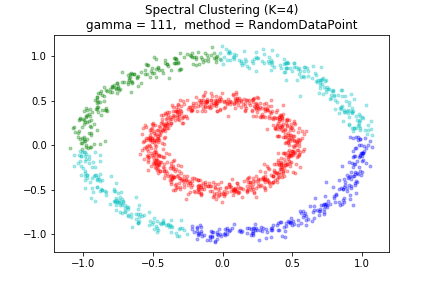 Spectral Clustering (K=4)
gamma = 111,  method = RandomDataPoint
1.0
0.5
0.0
−0.5
−1.0
−1.0 −0.5 0.0 0.5 1.0